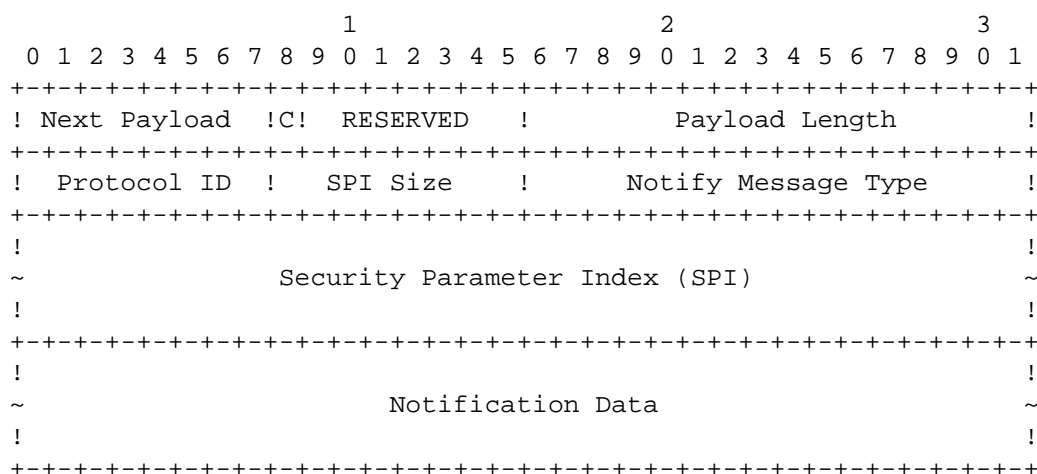 1                   2                   3
 0 1 2 3 4 5 6 7 8 9 0 1 2 3 4 5 6 7 8 9 0 1 2 3 4 5 6 7 8 9 0 1
+-+-+-+-+-+-+-+-+-+-+-+-+-+-+-+-+-+-+-+-+-+-+-+-+-+-+-+-+-+-+-+-+
! Next Payload  !C!  RESERVED   !         Payload Length        !
+-+-+-+-+-+-+-+-+-+-+-+-+-+-+-+-+-+-+-+-+-+-+-+-+-+-+-+-+-+-+-+-+
!  Protocol ID  !   SPI Size    !      Notify Message Type      !
+-+-+-+-+-+-+-+-+-+-+-+-+-+-+-+-+-+-+-+-+-+-+-+-+-+-+-+-+-+-+-+-+
!                                                               !
~                Security Parameter Index (SPI)                 ~
!                                                               !
+-+-+-+-+-+-+-+-+-+-+-+-+-+-+-+-+-+-+-+-+-+-+-+-+-+-+-+-+-+-+-+-+
!                                                               !
~                       Notification Data                       ~
!                                                               !
+-+-+-+-+-+-+-+-+-+-+-+-+-+-+-+-+-+-+-+-+-+-+-+-+-+-+-+-+-+-+-+-+